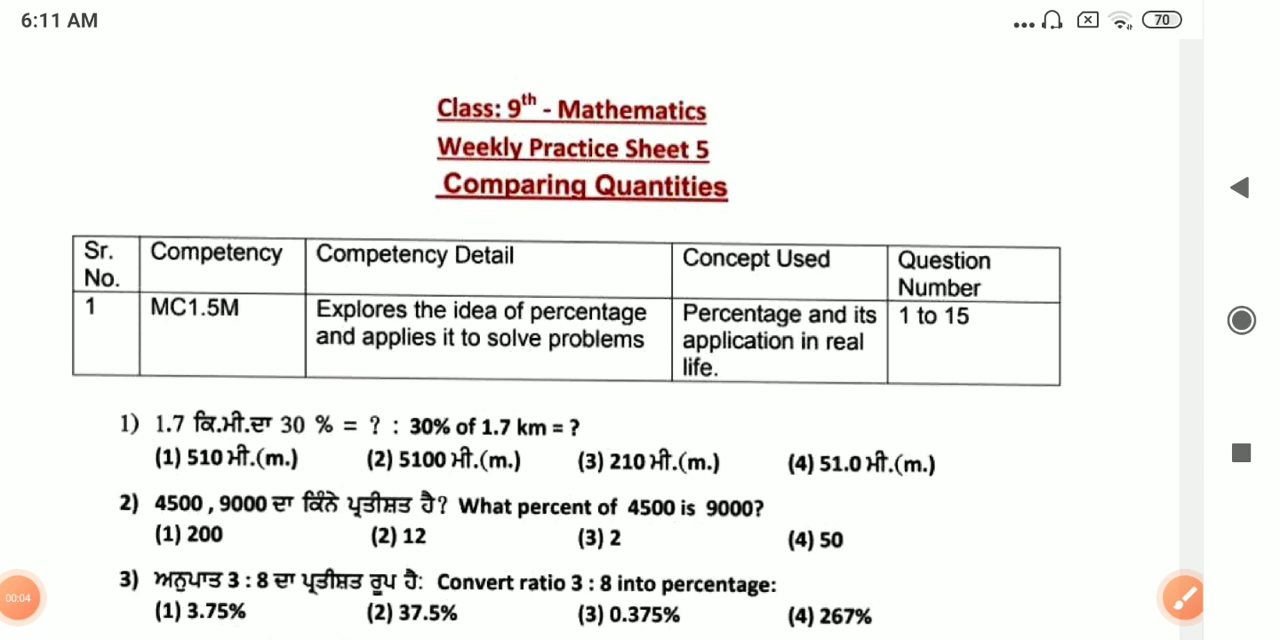 6:11 AM
70
Class: 9th - Mathematics
Weekly Practice Sheet 5
Comparing Quantities
Sr. No. Competency Competency Detail Concept Used Question Number
1 MC1.5M Explores the idea of percentage and applies it to solve problems Percentage and its application in real life. 1 to 15
1) 1.7 ਕਿ.ਮੀ.ਦਾ 30 % = ? : 30% of 1.7 km = ?
(1) 510 ਮੀ.(m.) (2) 5100 ਮੀ.(m.) (3) 210 ਮੀ.(m.) (4) 51.0 ਮੀ.(m.)
2) 4500 , 9000 ਦਾ ਕਿੰਨੇ ਪ੍ਰਤੀਸ਼ਤ ਹੈ? What percent of 4500 is 9000?
(1) 200 (2) 12 (3) 2 (4) 50
3) ਅਨੁਪਾਤ 3 : 8 ਦਾ ਪ੍ਰਤੀਸ਼ਤ ਰੂਪ ਹੈ: Convert ratio 3 : 8 into percentage:
(1) 3.75% (2) 37.5% (3) 0.375% (4) 267%
00:04